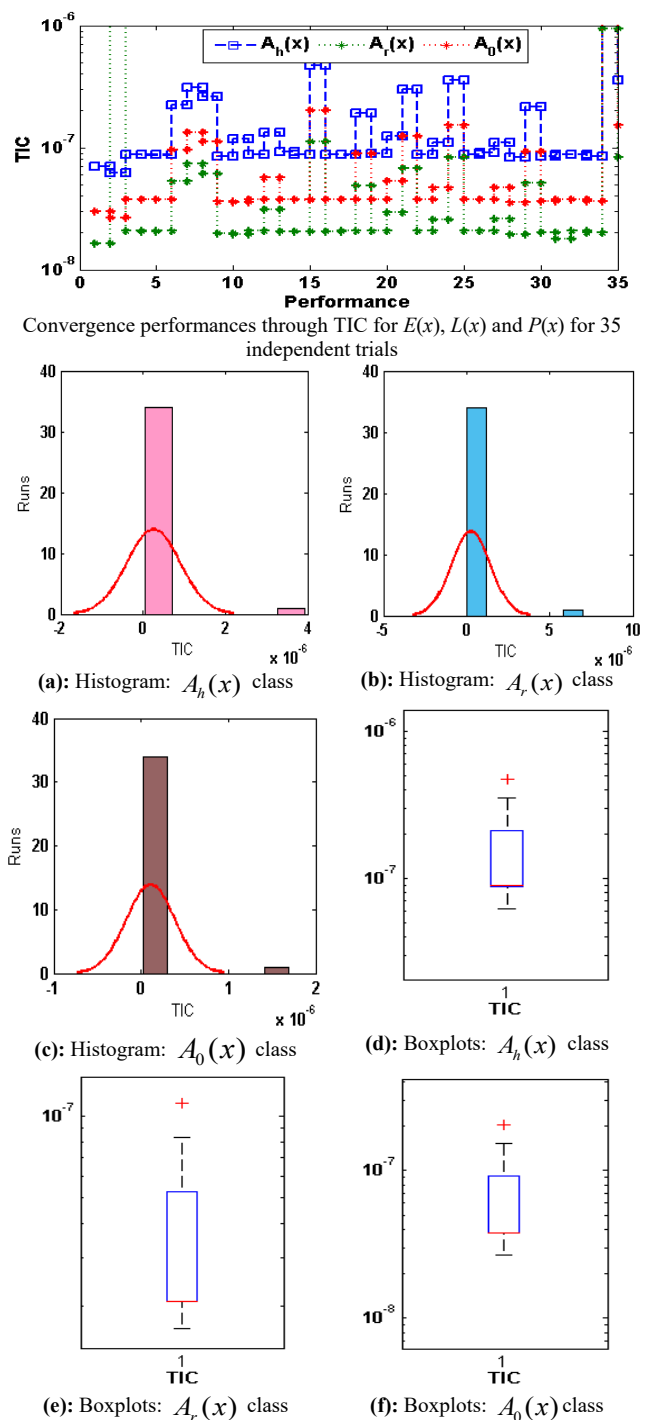 10^-6
A_h(x) A_r(x) A_0(x)
TIC
10^-7
10^-8
0 5 10 15 20 25 30 35
Performance
Convergence performances through TIC for E(x), L(x) and P(x) for 35
independent trials
40
30
20
10
0
Runs
-2 0 2 4
TIC
x 10^-6
(a): Histogram: A_h(x) class
40
30
20
10
0
Runs
-5 0 5 10
TIC
x 10^-6
(b): Histogram: A_r(x) class
40
30
20
10
0
Runs
-1 0 1 2
TIC
x 10^-6
(c): Histogram: A_0(x) class
10^-6
10^-7
1
TIC
(d): Boxplots: A_h(x) class
10^-7
1
TIC
(e): Boxplots: A_r(x) class
10^-7
10^-8
1
TIC
(f): Boxplots: A_0(x) class